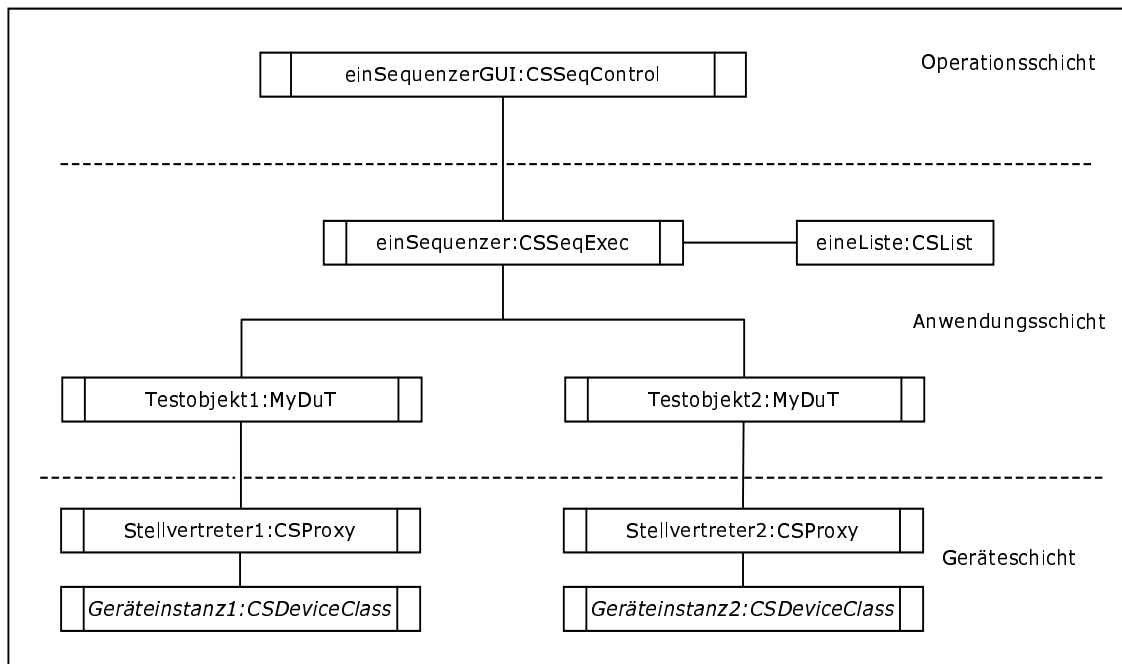 einSequenzerGUI:CSSeqControl
Operationsschicht
einSequenzer:CSSeqExec
eineListe:CSList
Anwendungsschicht
Testobjekt1:MyDuT
Testobjekt2:MyDuT
Stellvertreter1:CSProxy
Stellvertreter2:CSProxy
Geräteschicht
Geräteinstanz1:CSDeviceClass
Geräteinstanz2:CSDeviceClass